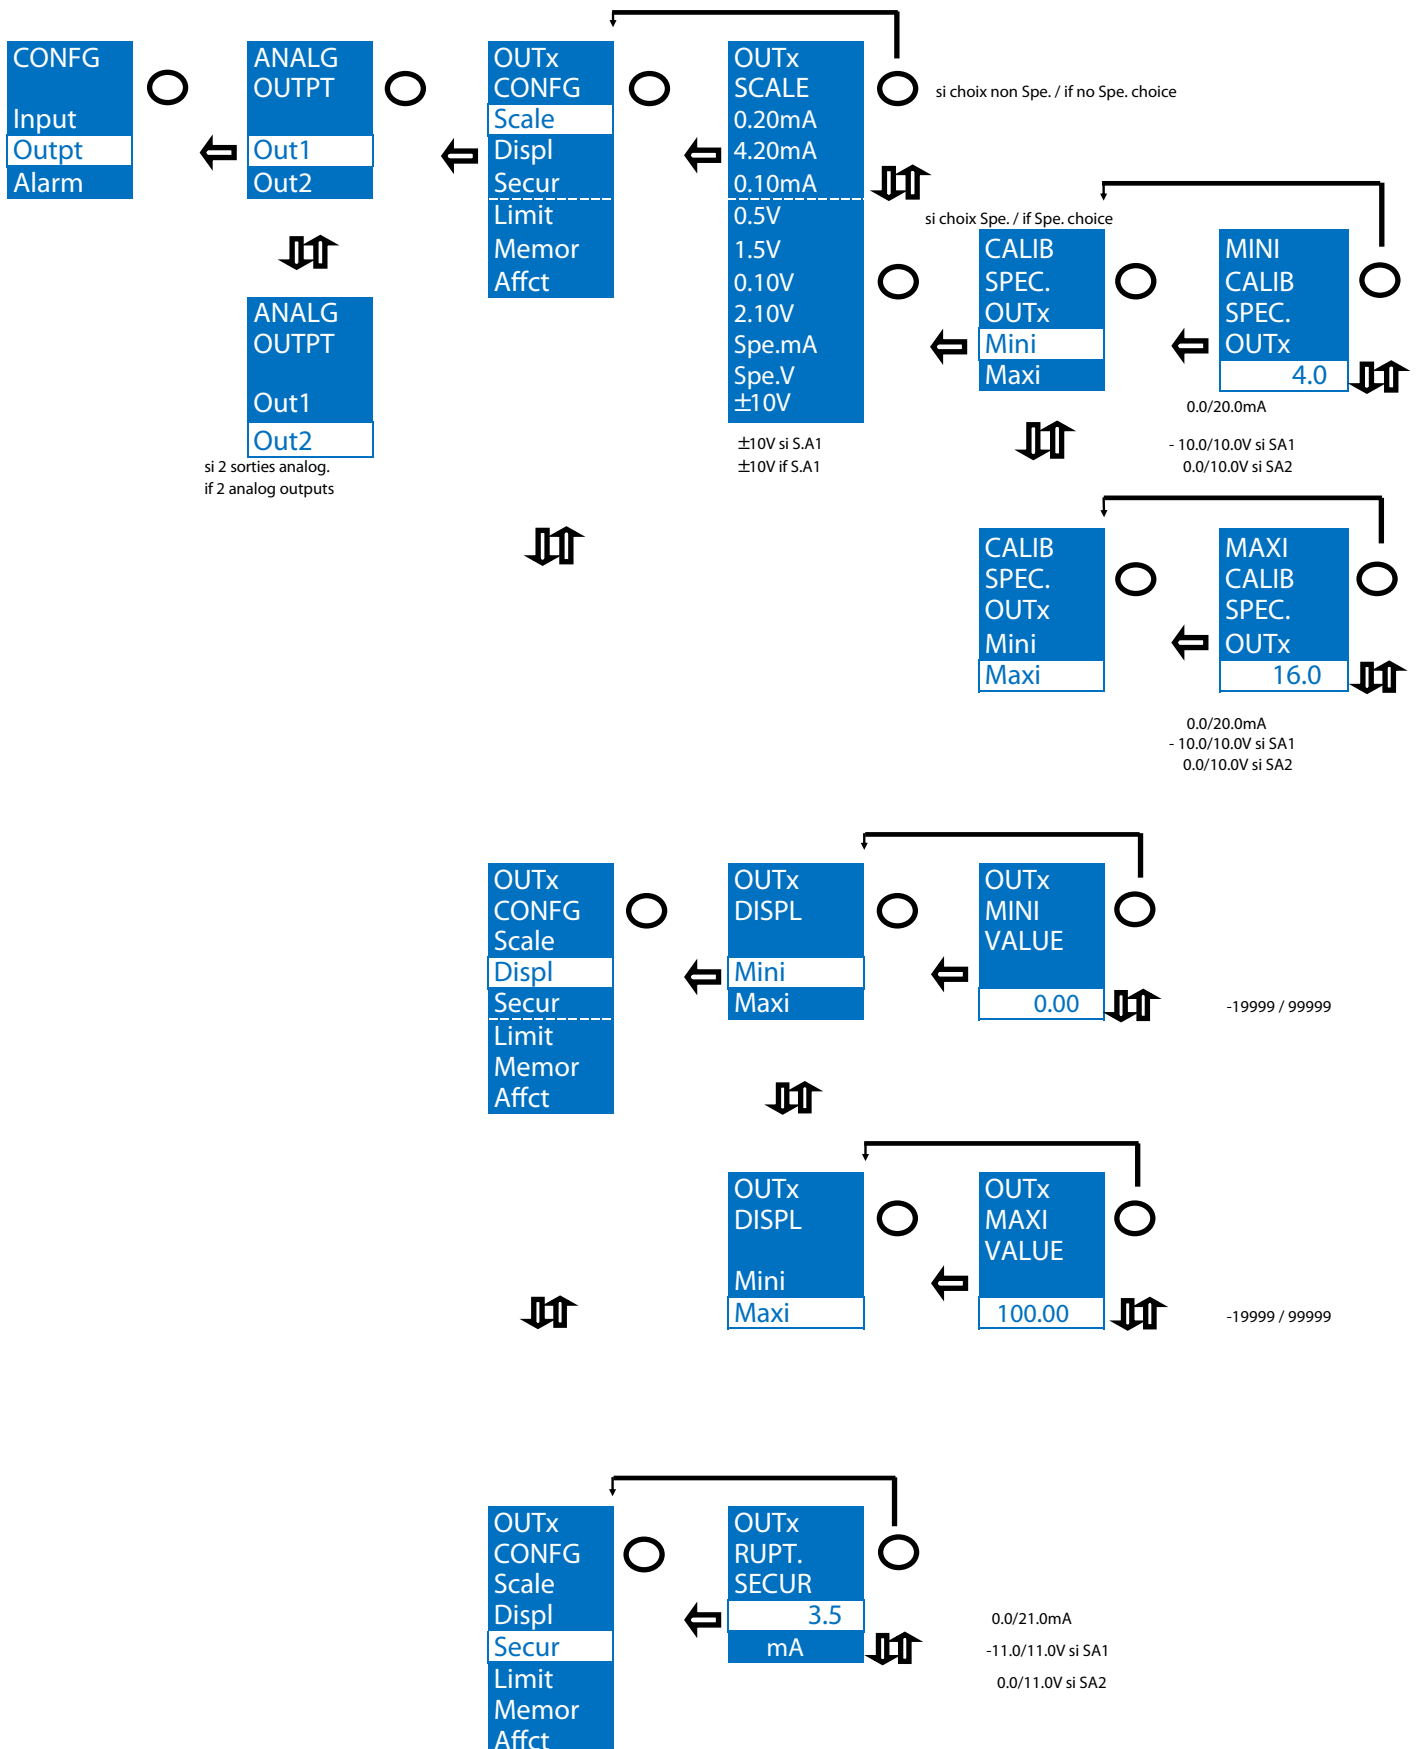 CONFG
Input
Outpt
Alarm
ANALG
OUTPT
Out1
Out2
ANALG
OUTPT
Out1
Out2
si 2 sorties analog.
if 2 analog outputs
OUTx
CONFG
Scale
Displ
Secur
Limit
Memor
Affct
OUTx
SCALE
0.20mA
4.20mA
0.10mA
0.5V
1.5V
0.10V
2.10V
Spe.mA
Spe.V
±10V
±10V si S.A1
±10V if S.A1
si choix non Spe. / if no Spe. choice
si choix Spe. / if Spe. choice
CALIB
SPEC.
OUTx
Mini
Maxi
MINI
CALIB
SPEC.
OUTx
4.0
0.0/20.0mA
- 10.0/10.0V si SA1
0.0/10.0V si SA2
CALIB
SPEC.
OUTx
Mini
Maxi
MAXI
CALIB
SPEC.
OUTx
16.0
0.0/20.0mA
- 10.0/10.0V si SA1
0.0/10.0V si SA2
OUTx
CONFG
Scale
Displ
Secur
Limit
Memor
Affct
OUTx
DISPL
Mini
Maxi
OUTx
MINI
VALUE
0.00
-19999 / 99999
OUTx
DISPL
Mini
Maxi
OUTx
MAXI
VALUE
100.00
-19999 / 99999
OUTx
CONFG
Scale
Displ
Secur
Limit
Memor
Affct
OUTx
RUPT.
SECUR
3.5
mA
0.0/21.0mA
-11.0/11.0V si SA1
0.0/11.0V si SA2